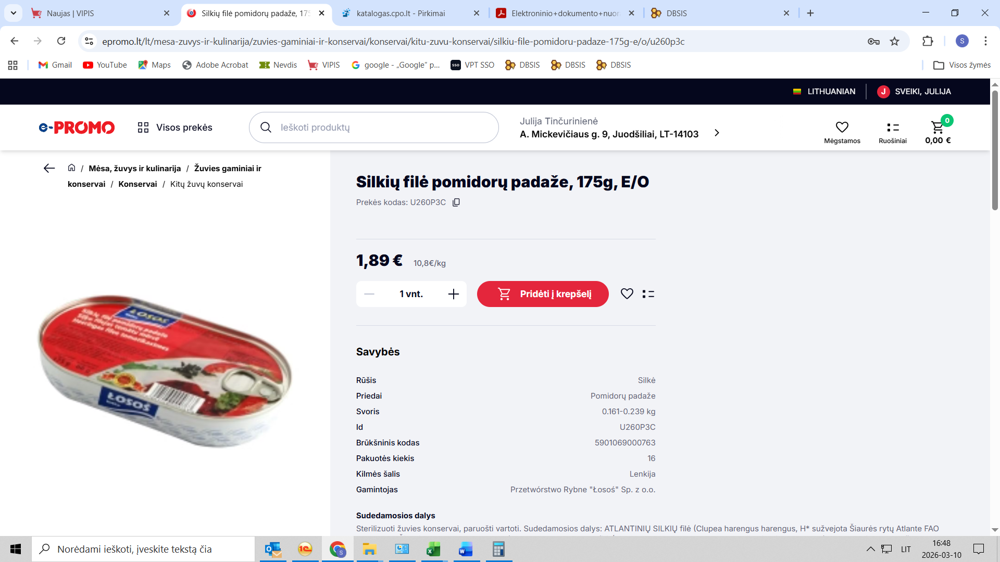 Naujas | VIPIS
Silkių filė pomidorų padaže, 175
katalogas.cpo.lt - Pirkimai
Elektroninio+dokumento+nuor
DBSIS
epromo.lt/lt/mesa-zuvys-ir-kulinarija/zuvies-gaminiai-ir-konservai/konservai/kitu-zuvu-konservai/silkiu-file-pomidoru-padaze-175g-e/o/u260p3c
S
Gmail
YouTube
Maps
Adobe Acrobat
Nevdis
VIPIS
google - „Google“ p...
sso VPT SSO
DBSIS
DBSIS
DBSIS
Visos žymės
LITHUANIAN
J SVEIKI, JULIJA
e-PROMO
Visos prekės
Ieškoti produktų
Julija Tinčurinienė
A. Mickevičiaus g. 9, Juodšiliai, LT-14103
Mėgstamos
Ruošiniai
0
0,00 €
/ Mėsa, žuvys ir kulinarija / Žuvies gaminiai ir
konservai / Konservai / Kitų žuvų konservai
Silkių filė pomidorų padaže, 175g, E/O
Prekės kodas: U260P3C
1,89 € 10,8€/kg
1 vnt.
Pridėti į krepšelį
ŁOSOŚ
Silkių filė pomidorų padaže
ŁOSOŚ
Savybės
Rūšis Silkė
Priedai Pomidorų padaže
Svoris 0.161-0.239 kg
Id U260P3C
Brūkšninis kodas 5901069000763
Pakuotės kiekis 16
Kilmės šalis Lenkija
Gamintojas Przetwórstwo Rybne "Łosoś" Sp. z o.o.
Sudedamosios dalys
Sterilizuoti žuvies konservai, paruošti vartoti. Sudedamosios dalys: ATLANTINIŲ SILKIŲ filė (Clupea harengus harengus, H* sužvejota Šiaurės rytų Atlante FAO
Norėdami ieškoti, įveskite tekstą čia
LIT
16:48
2026-03-10